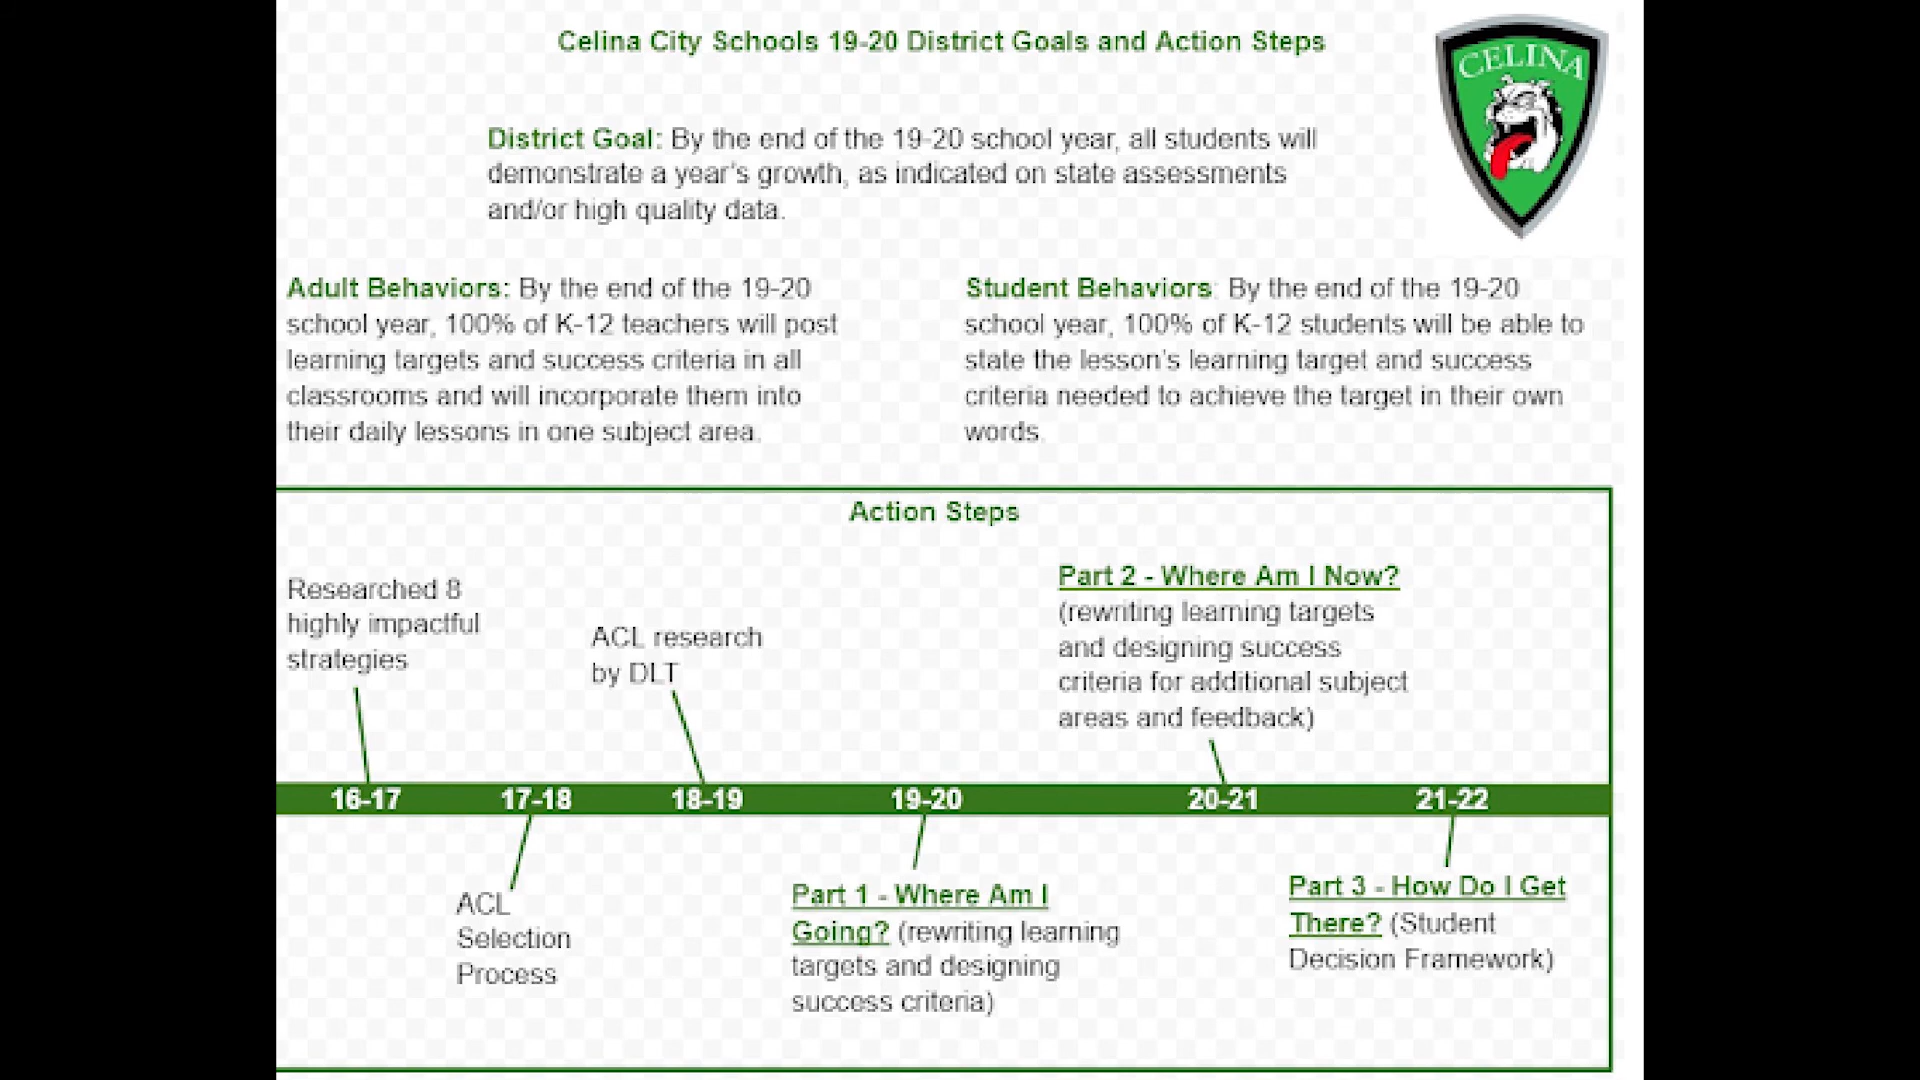 Celina City Schools 19-20 District Goals and Action Steps
CELINA
District Goal: By the end of the 19-20 school year, all students will
demonstrate a year's growth, as indicated on state assessments
and/or high quality data.
Adult Behaviors: By the end of the 19-20
school year, 100% of K-12 teachers will post
learning targets and success criteria in all
classrooms and will incorporate them into
their daily lessons in one subject area.
Student Behaviors: By the end of the 19-20
school year, 100% of K-12 students will be able to
state the lesson's learning target and success
criteria needed to achieve the target in their own
words.
Action Steps
Researched 8
highly impactful
strategies
ACL research
by DLT
Part 2 - Where Am I Now?
(rewriting learning targets
and designing success
criteria for additional subject
areas and feedback)
16-17 17-18 18-19 19-20 20-21 21-22
ACL
Selection
Process
Part 1 - Where Am I
Going? (rewriting learning
targets and designing
success criteria)
Part 3 - How Do I Get
There? (Student
Decision Framework)